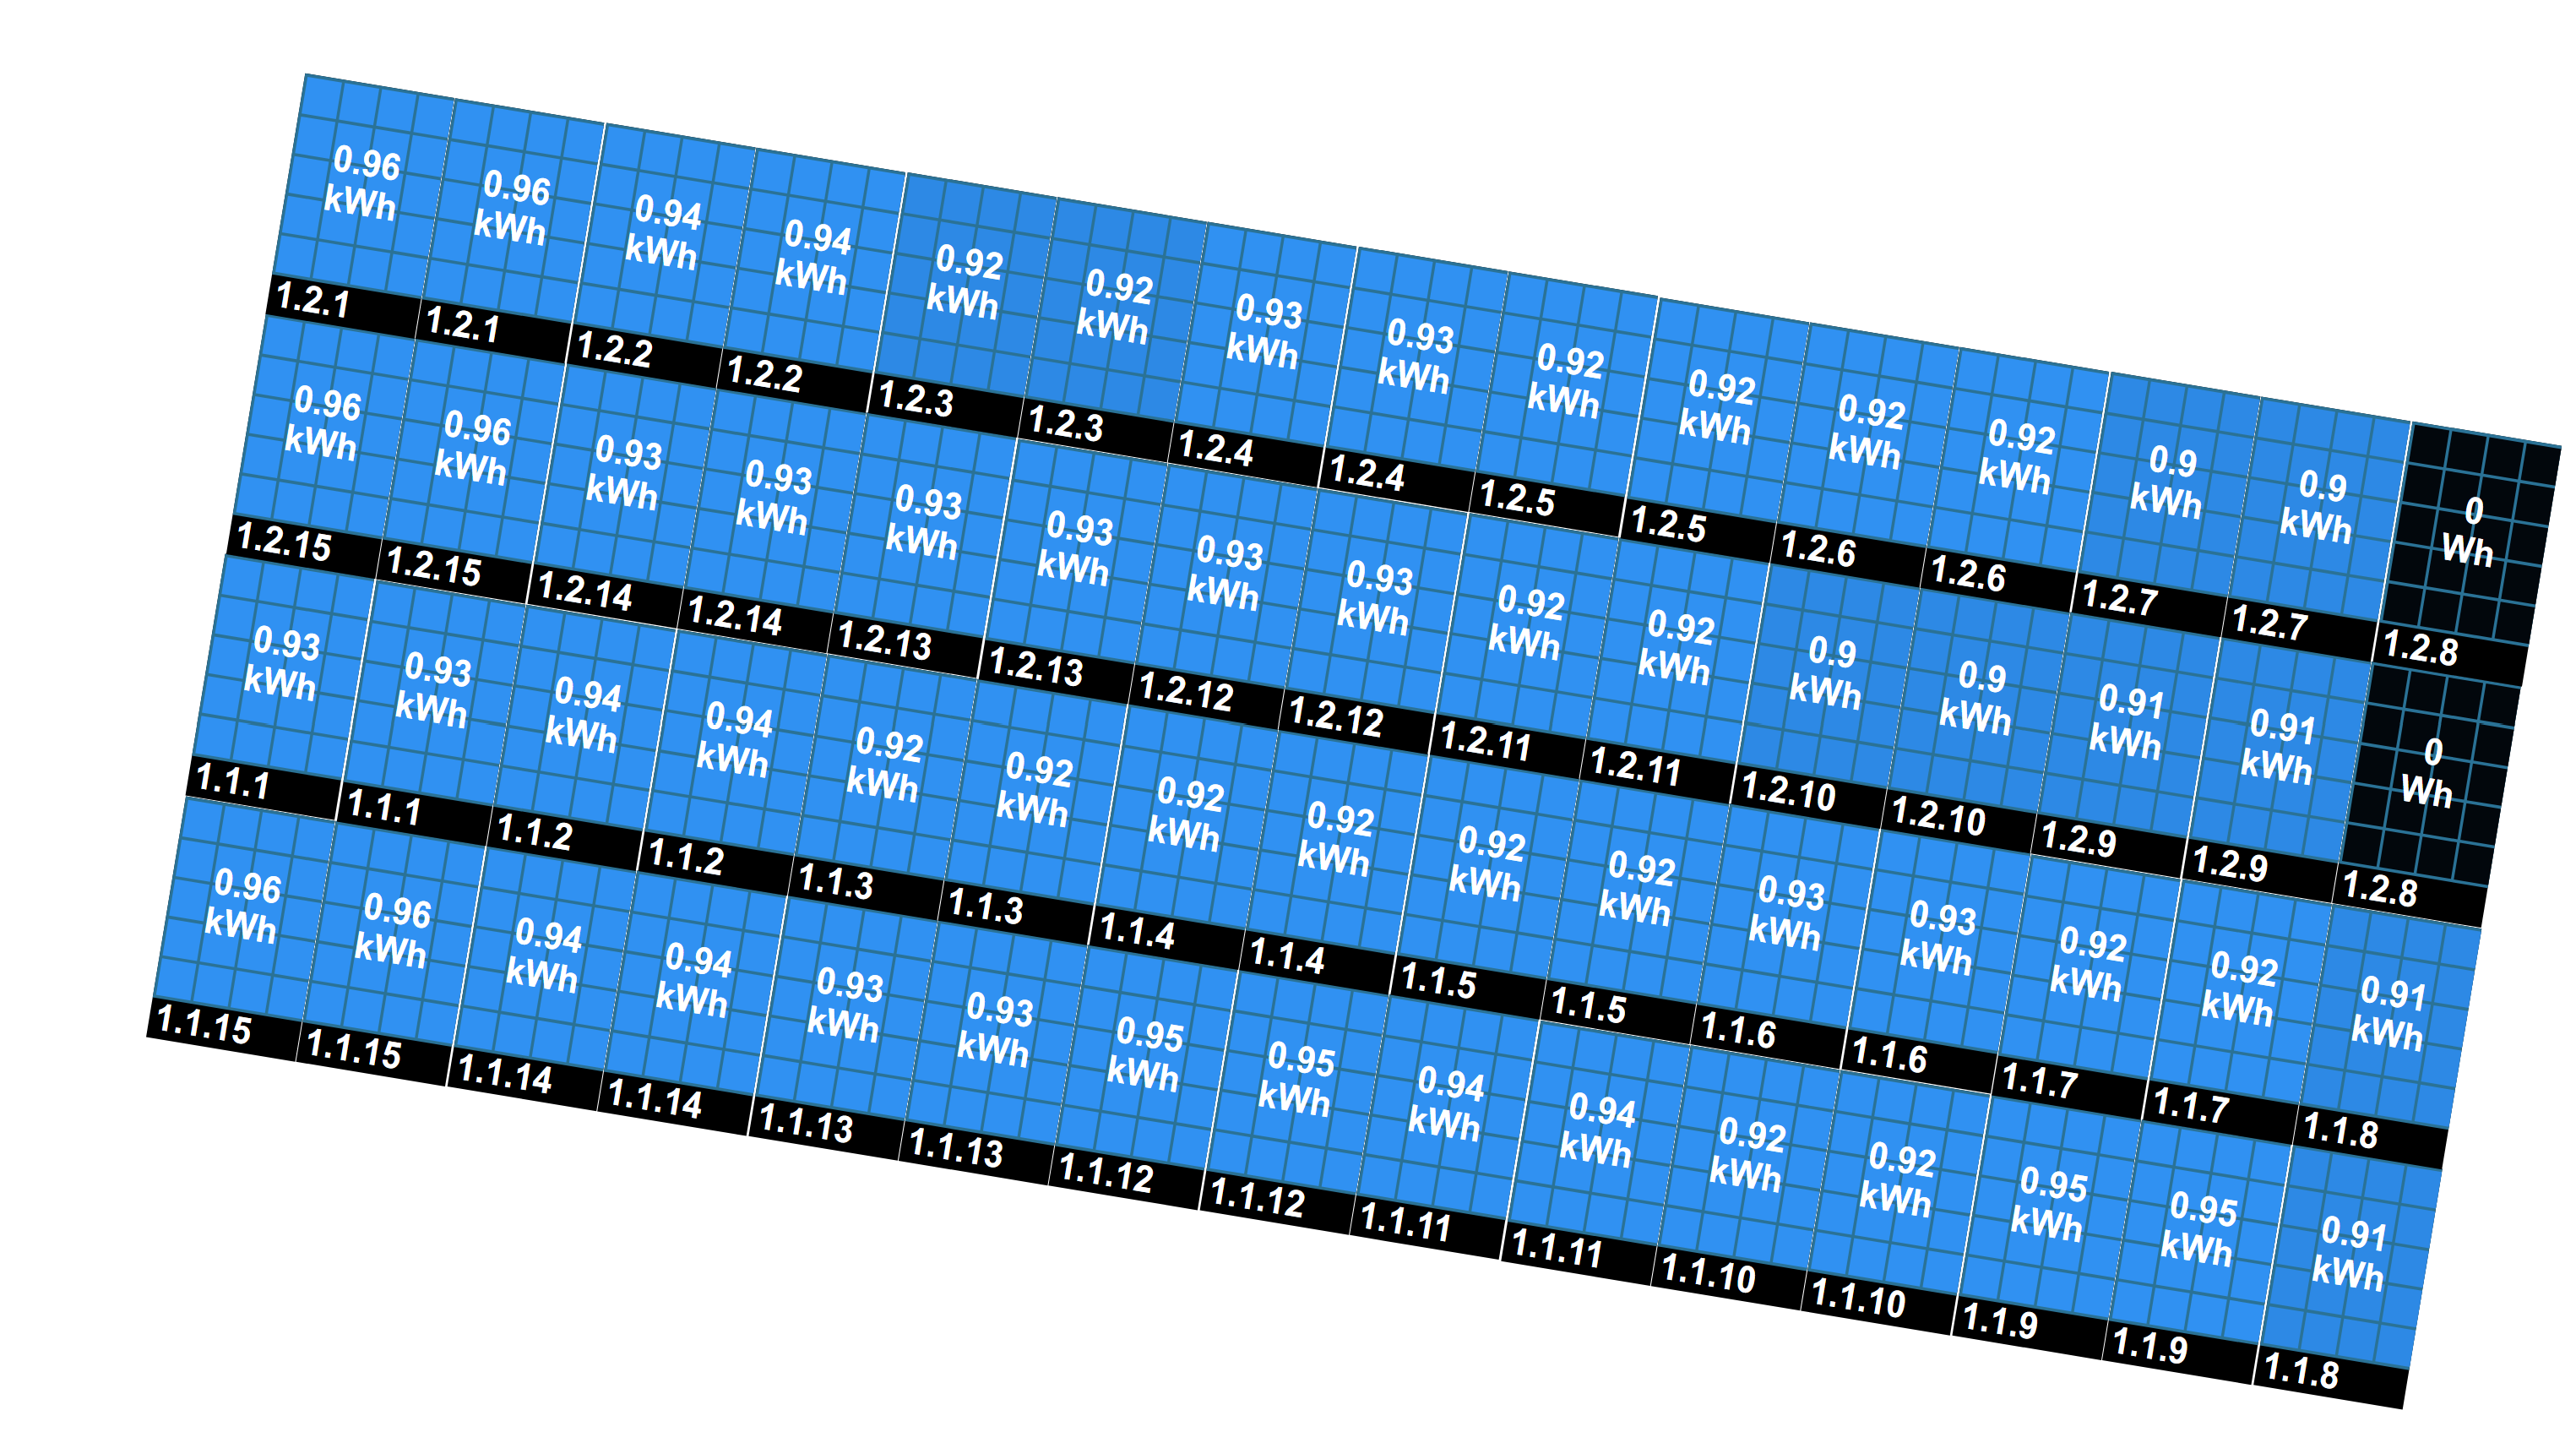 0.96
kWh
1.2.1
0.96
kWh
1.2.1
0.94
kWh
1.2.2
0.94
kWh
1.2.2
0.92
kWh
1.2.3
0.92
kWh
1.2.3
0.93
kWh
1.2.4
0.93
kWh
1.2.4
0.92
kWh
1.2.5
0.92
kWh
1.2.5
0.92
kWh
1.2.6
0.92
kWh
1.2.6
0.9
kWh
1.2.7
0.9
kWh
1.2.7
0
Wh
1.2.8
0.96
kWh
1.2.15
0.96
kWh
1.2.15
0.93
kWh
1.2.14
0.93
kWh
1.2.14
0.93
kWh
1.2.13
0.93
kWh
1.2.13
0.93
kWh
1.2.12
0.93
kWh
1.2.12
0.92
kWh
1.2.11
0.92
kWh
1.2.11
0.9
kWh
1.2.10
0.9
kWh
1.2.10
0.91
kWh
1.2.9
0.91
kWh
1.2.9
0
Wh
1.2.8
0.93
kWh
1.1.1
0.93
kWh
1.1.1
0.94
kWh
1.1.2
0.94
kWh
1.1.2
0.92
kWh
1.1.3
0.92
kWh
1.1.3
0.92
kWh
1.1.4
0.92
kWh
1.1.4
0.92
kWh
1.1.5
0.92
kWh
1.1.5
0.93
kWh
1.1.6
0.93
kWh
1.1.6
0.92
kWh
1.1.7
0.92
kWh
1.1.7
0.91
kWh
1.1.8
0.96
kWh
1.1.15
0.96
kWh
1.1.15
0.94
kWh
1.1.14
0.94
kWh
1.1.14
0.93
kWh
1.1.13
0.93
kWh
1.1.13
0.95
kWh
1.1.12
0.95
kWh
1.1.12
0.94
kWh
1.1.11
0.94
kWh
1.1.11
0.92
kWh
1.1.10
0.92
kWh
1.1.10
0.95
kWh
1.1.9
0.95
kWh
1.1.9
0.91
kWh
1.1.8